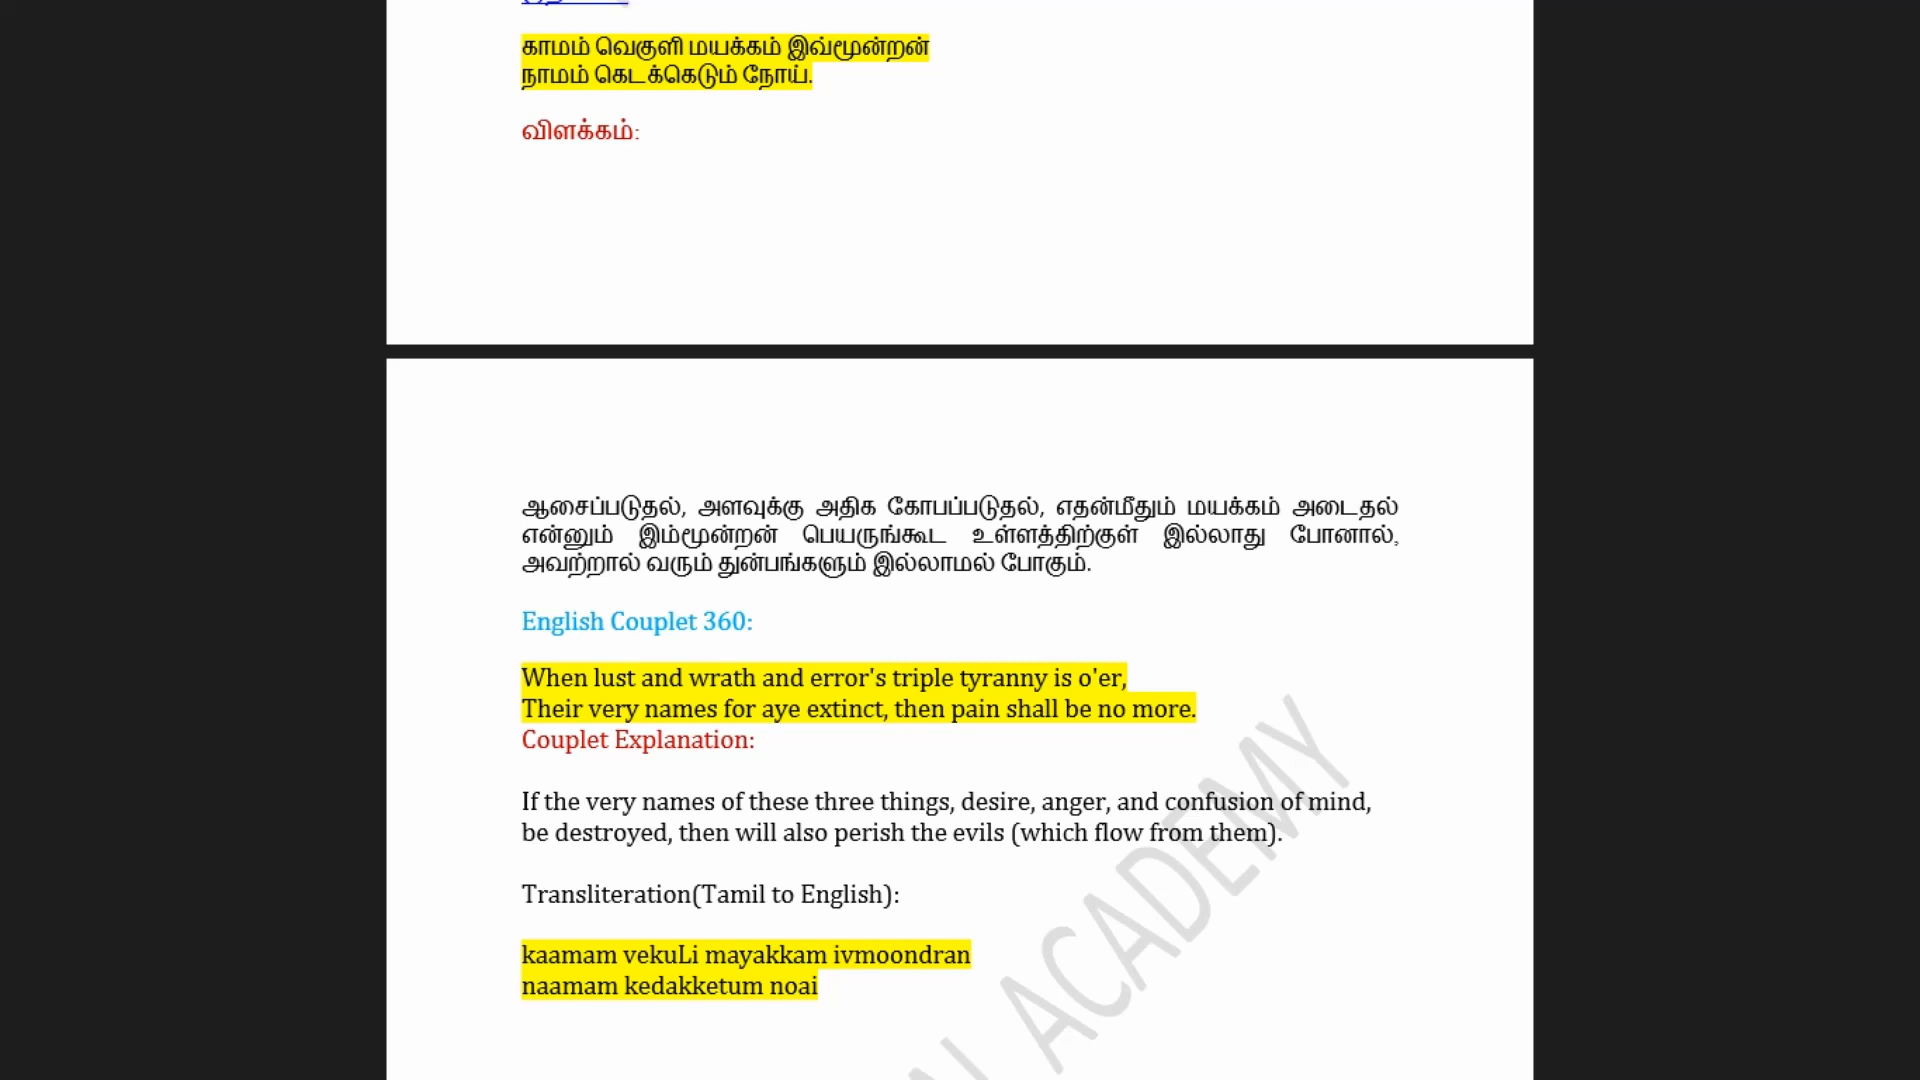 காமம் வெகுளி மயக்கம் இவ்மூன்றன்
நாமம் கெடக்கெடும் நோய்.
விளக்கம்:
ஆசைப்படுதல், அளவுக்கு அதிக கோபப்படுதல், எதன்மீதும் மயக்கம் அடைதல்
என்னும் இம்மூன்றன் பெயருங்கூட உள்ளத்திற்குள் இல்லாது போனால்,
அவற்றால் வரும் துன்பங்களும் இல்லாமல் போகும்.
English Couplet 360:
When lust and wrath and error's triple tyranny is o'er,
Their very names for aye extinct, then pain shall be no more.
Couplet Explanation:
If the very names of these three things, desire, anger, and confusion of mind,
be destroyed, then will also perish the evils (which flow from them).
Transliteration(Tamil to English):
kaamam vekuLi mayakkam ivmoondran
naamam kedakketum noai
ACADEMY